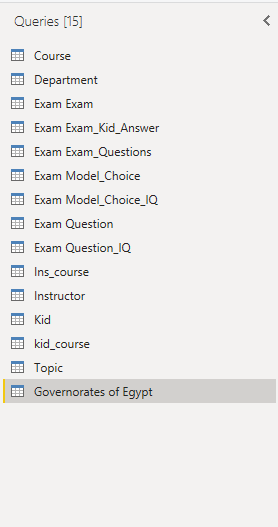 Queries [15]
Course
Department
Exam Exam
Exam Exam_Kid_Answer
Exam Exam_Questions
Exam Model_Choice
Exam Model_Choice_IQ
Exam Question
Exam Question_IQ
Ins_course
Instructor
Kid
kid_course
Topic
Governorates of Egypt